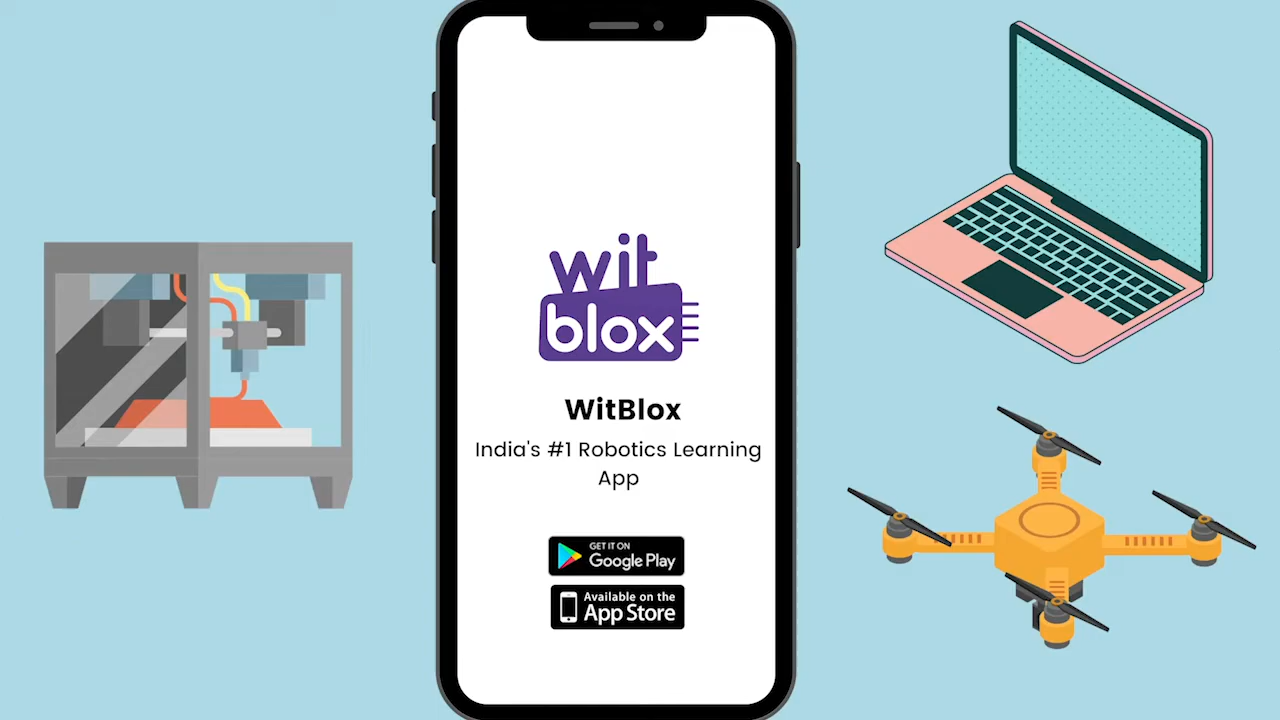 wit
blox
WitBlox
India's #1 Robotics Learning
App
GET IT ON
Google Play
Available on the
App Store